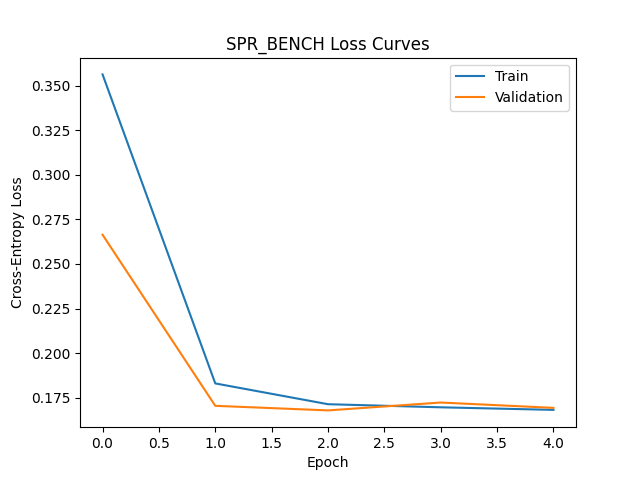 SPR_BENCH Loss Curves
Train
Validation
Cross-Entropy Loss
0.350
0.325
0.300
0.275
0.250
0.225
0.200
0.175
0.0 0.5 1.0 1.5 2.0 2.5 3.0 3.5 4.0
Epoch